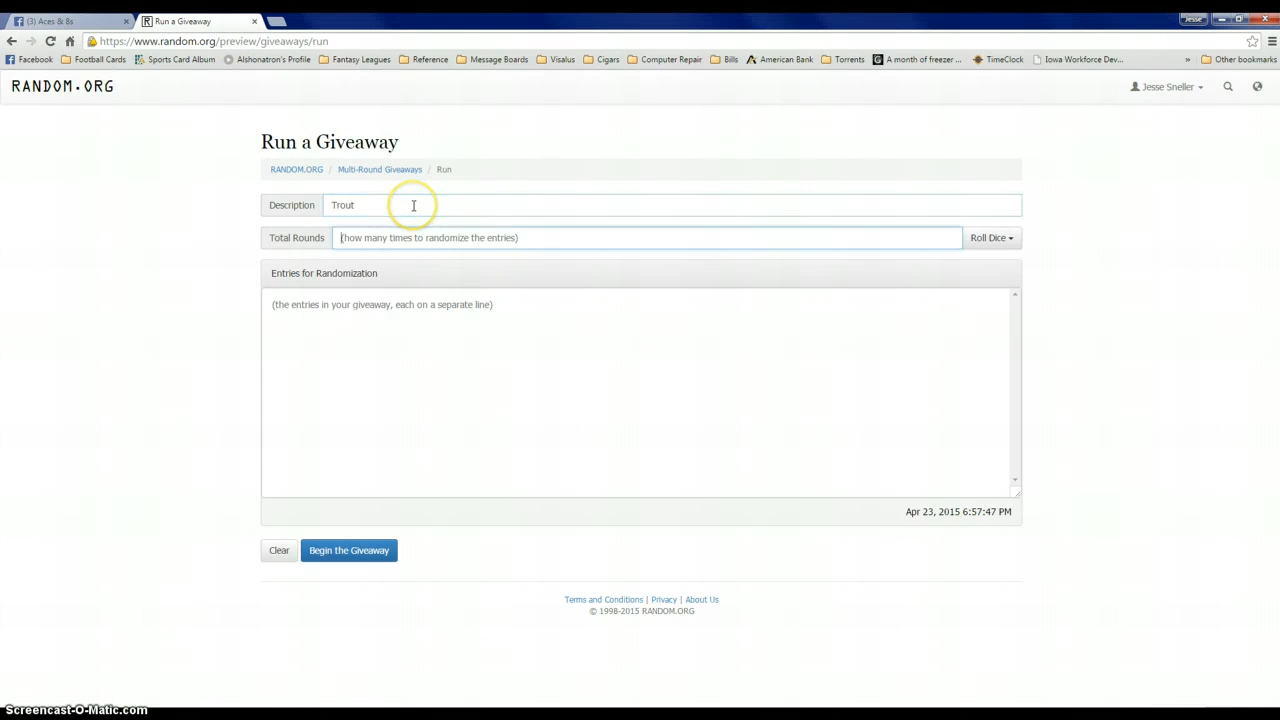 (3) Aces & 8s
Run a Giveaway
Jesse
https://www.random.org/preview/giveaways/run
Facebook Football Cards Sports Card Album Alshonatron's Profile Fantasy Leagues Reference Message Boards Visalus Cigars Computer Repair Bills American Bank Torrents A month of freezer ... TimeClock Iowa Workforce Dev... » Other bookmarks
RANDOM.ORG
Jesse Sneller
Run a Giveaway
RANDOM.ORG / Multi-Round Giveaways / Run
Description Trout
Total Rounds (how many times to randomize the entries) Roll Dice
Entries for Randomization
(the entries in your giveaway, each on a separate line)
Apr 23, 2015 6:57:47 PM
Clear Begin the Giveaway
Terms and Conditions | Privacy | About Us
© 1998-2015 RANDOM.ORG
Screencast-O-Matic.com